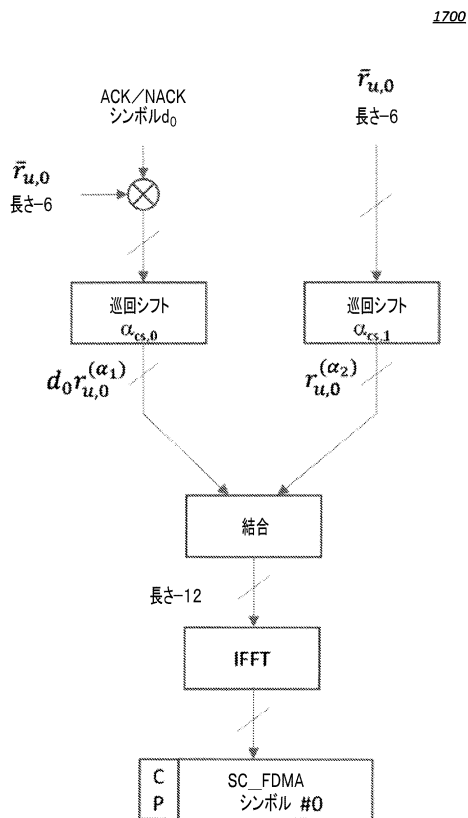 1700
ACK/NACK
シンボルd₀
r̄ᵤ,₀
長さ-6
r̄ᵤ,₀
長さ-6
巡回シフト
α_cs,0
巡回シフト
α_cs,1
d₀rᵤ,₀^(α₁)
rᵤ,₀^(α₂)
結合
長さ-12
IFFT
C
P
SC_FDMA
シンボル #0